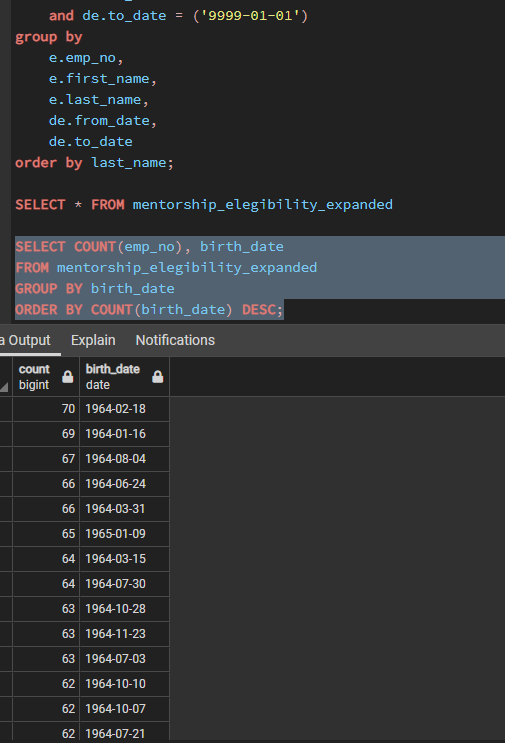 and de.to_date = ('9999-01-01')
group by
e.emp_no,
e.first_name,
e.last_name,
de.from_date,
de.to_date
order by last_name;
SELECT * FROM mentorship_elegibility_expanded
SELECT COUNT(emp_no), birth_date
FROM mentorship_elegibility_expanded
GROUP BY birth_date
ORDER BY COUNT(birth_date) DESC;
a Output Explain Notifications
count birth_date
bigint date
70 1964-02-18
69 1964-01-16
67 1964-08-04
66 1964-06-24
66 1964-03-31
65 1965-01-09
64 1964-03-15
64 1964-07-30
63 1964-10-28
63 1964-11-23
63 1964-07-03
62 1964-10-10
62 1964-10-07
62 1964-07-21